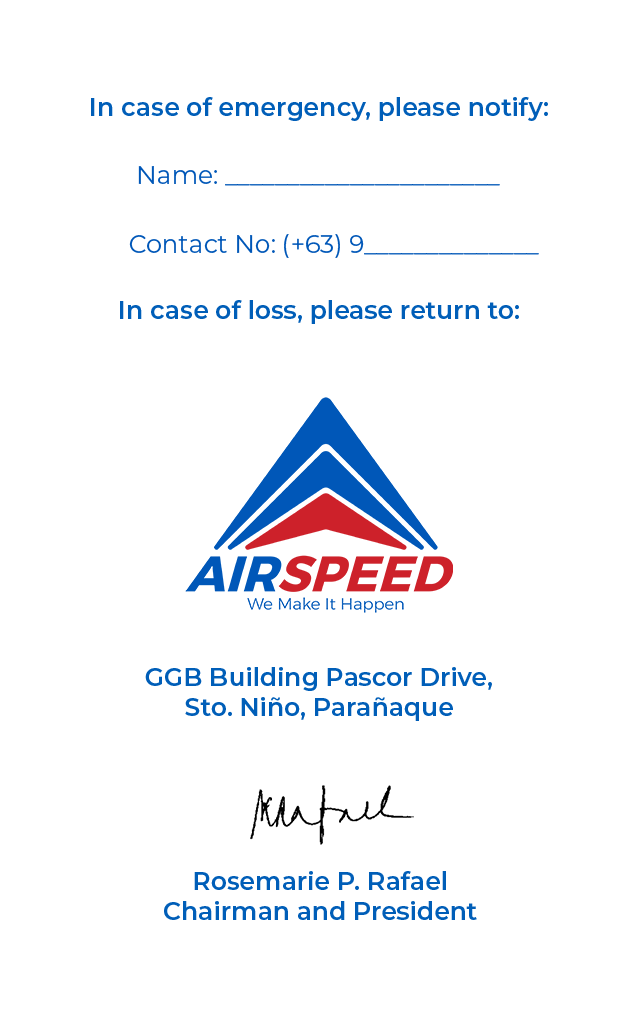 In case of emergency, please notify:
Name: ______________________
Contact No: (+63) 9______________
In case of loss, please return to:
AIRSPEED
We Make It Happen
GGB Building Pascor Drive,
Sto. Niño, Parañaque
Rosemarie P. Rafael
Chairman and President